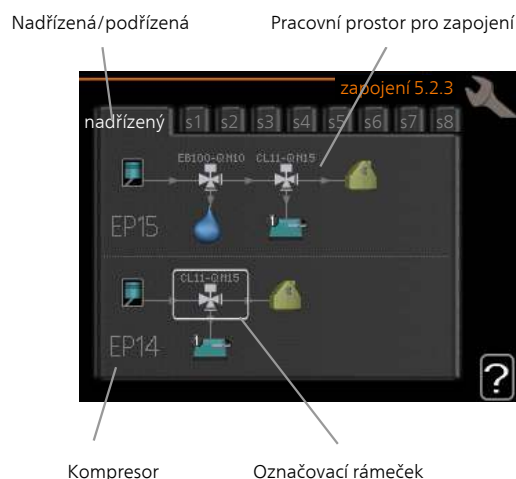 Nadřízená/podřízená
Pracovní prostor pro zapojení
zapojení 5.2.3
nadřízený s1 s2 s3 s4 s5 s6 s7 s8
EB100-QN10 CL11-QN15
EP15
1
CL11-QN15
EP14
1
?
Kompresor
Označovací rámeček